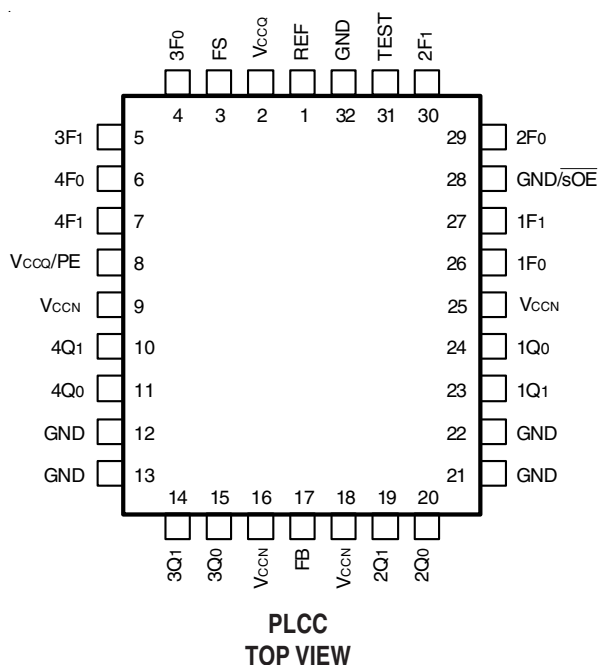 3F0 FS VCCQ REF GND TEST 2F1
4 3 2 1 32 31 30
3F1 5 29 2F0
4F0 6 28 GND/sOE
4F1 7 27 1F1
VCCQ/PE 8 26 1F0
VCCN 9 25 VCCN
4Q1 10 24 1Q0
4Q0 11 23 1Q1
GND 12 22 GND
GND 13 21 GND
14 15 16 17 18 19 20
3Q1 3Q0 VCCN FB VCCN 2Q1 2Q0
PLCC
TOP VIEW